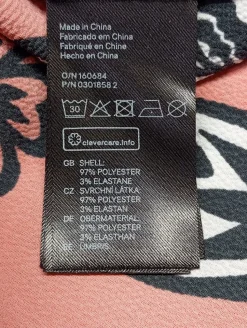 Made in China
Fabricado em China
Fabriqué en Chine
Hecho en China
O/N 160684
P/N 0301858 2
30
clevercare.info
GB SHELL:
97% POLYESTER
3% ELASTANE
CZ SVRCHNÍ LÁTKA:
97% POLYESTER
3% ELASTAN
DE OBERMATERIAL:
97% POLYESTER
3% ELASTHAN